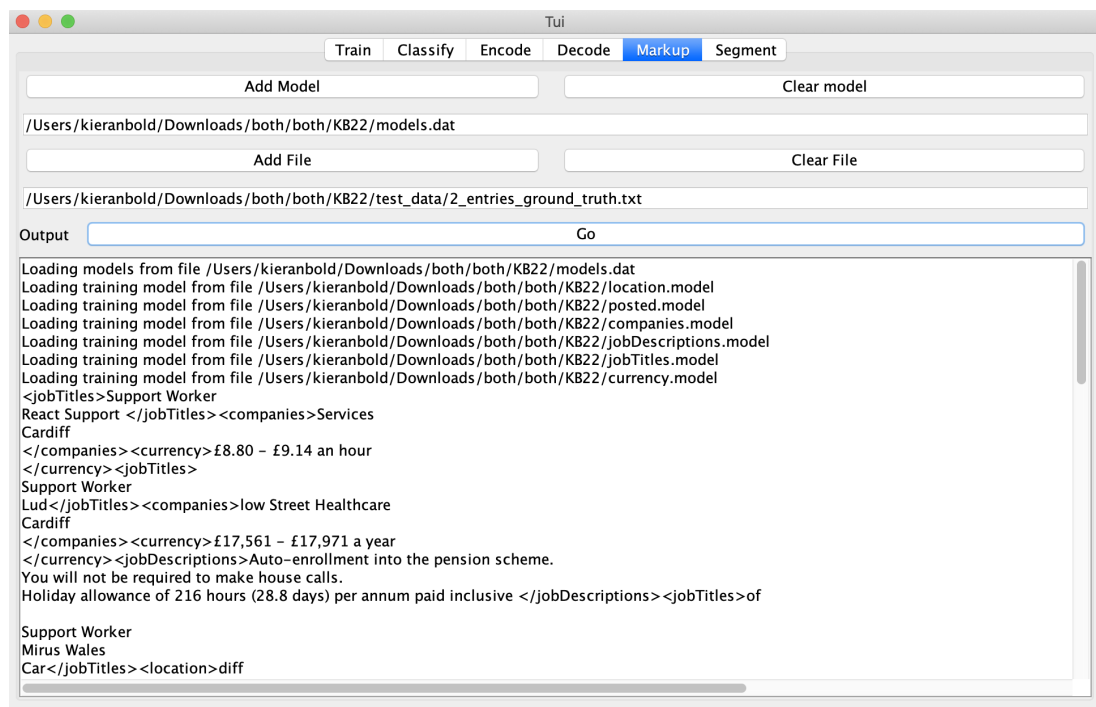 Tui
Train Classify Encode Decode Markup Segment
Add Model Clear model
/Users/kieranbold/Downloads/both/both/KB22/models.dat
Add File Clear File
/Users/kieranbold/Downloads/both/both/KB22/test_data/2_entries_ground_truth.txt
Output Go
Loading models from file /Users/kieranbold/Downloads/both/both/KB22/models.dat
Loading training model from file /Users/kieranbold/Downloads/both/both/KB22/location.model
Loading training model from file /Users/kieranbold/Downloads/both/both/KB22/posted.model
Loading training model from file /Users/kieranbold/Downloads/both/both/KB22/companies.model
Loading training model from file /Users/kieranbold/Downloads/both/both/KB22/jobDescriptions.model
Loading training model from file /Users/kieranbold/Downloads/both/both/KB22/jobTitles.model
Loading training model from file /Users/kieranbold/Downloads/both/both/KB22/currency.model
<jobTitles>Support Worker
React Support </jobTitles><companies>Services
Cardiff
</companies><currency>£8.80 - £9.14 an hour
</currency><jobTitles>
Support Worker
Lud</jobTitles><companies>low Street Healthcare
Cardiff
</companies><currency>£17,561 - £17,971 a year
</currency><jobDescriptions>Auto-enrollment into the pension scheme.
You will not be required to make house calls.
Holiday allowance of 216 hours (28.8 days) per annum paid inclusive </jobDescriptions><jobTitles>of
Support Worker
Mirus Wales
Car</jobTitles><location>diff